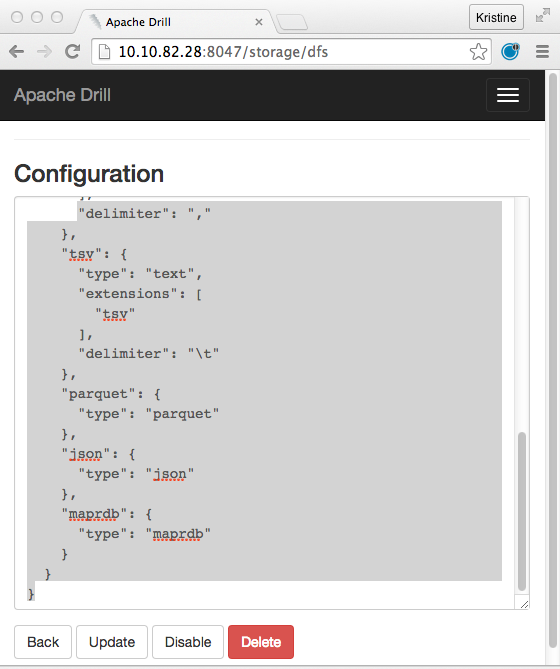 Apache Drill
Kristine
10.10.82.28:8047/storage/dfs
Apache Drill
Configuration
],
"delimiter": ","
},
"tsv": {
"type": "text",
"extensions": [
"tsv"
],
"delimiter": "\t"
},
"parquet": {
"type": "parquet"
},
"json": {
"type": "json"
},
"maprdb": {
"type": "maprdb"
}
}
}
Back Update Disable Delete